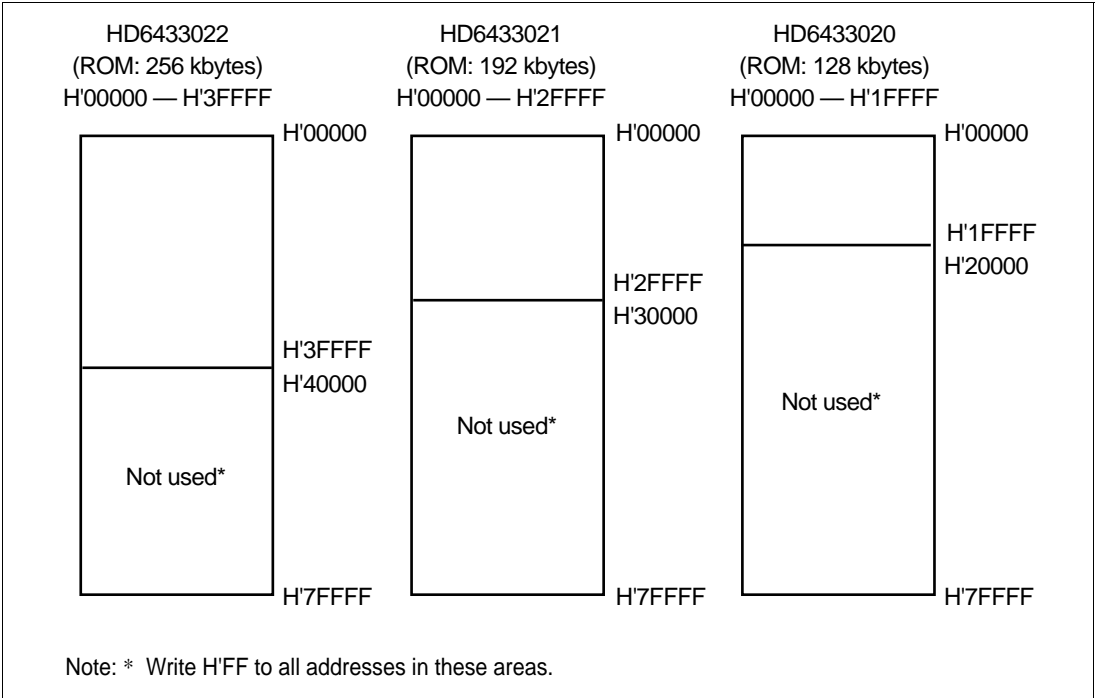 HD6433022
(ROM: 256 kbytes)
H'00000 — H'3FFFF
H'00000
H'3FFFF
H'40000
Not used*
H'7FFFF
HD6433021
(ROM: 192 kbytes)
H'00000 — H'2FFFF
H'00000
H'2FFFF
H'30000
Not used*
H'7FFFF
HD6433020
(ROM: 128 kbytes)
H'00000 — H'1FFFF
H'00000
H'1FFFF
H'20000
Not used*
H'7FFFF
Note: * Write H'FF to all addresses in these areas.